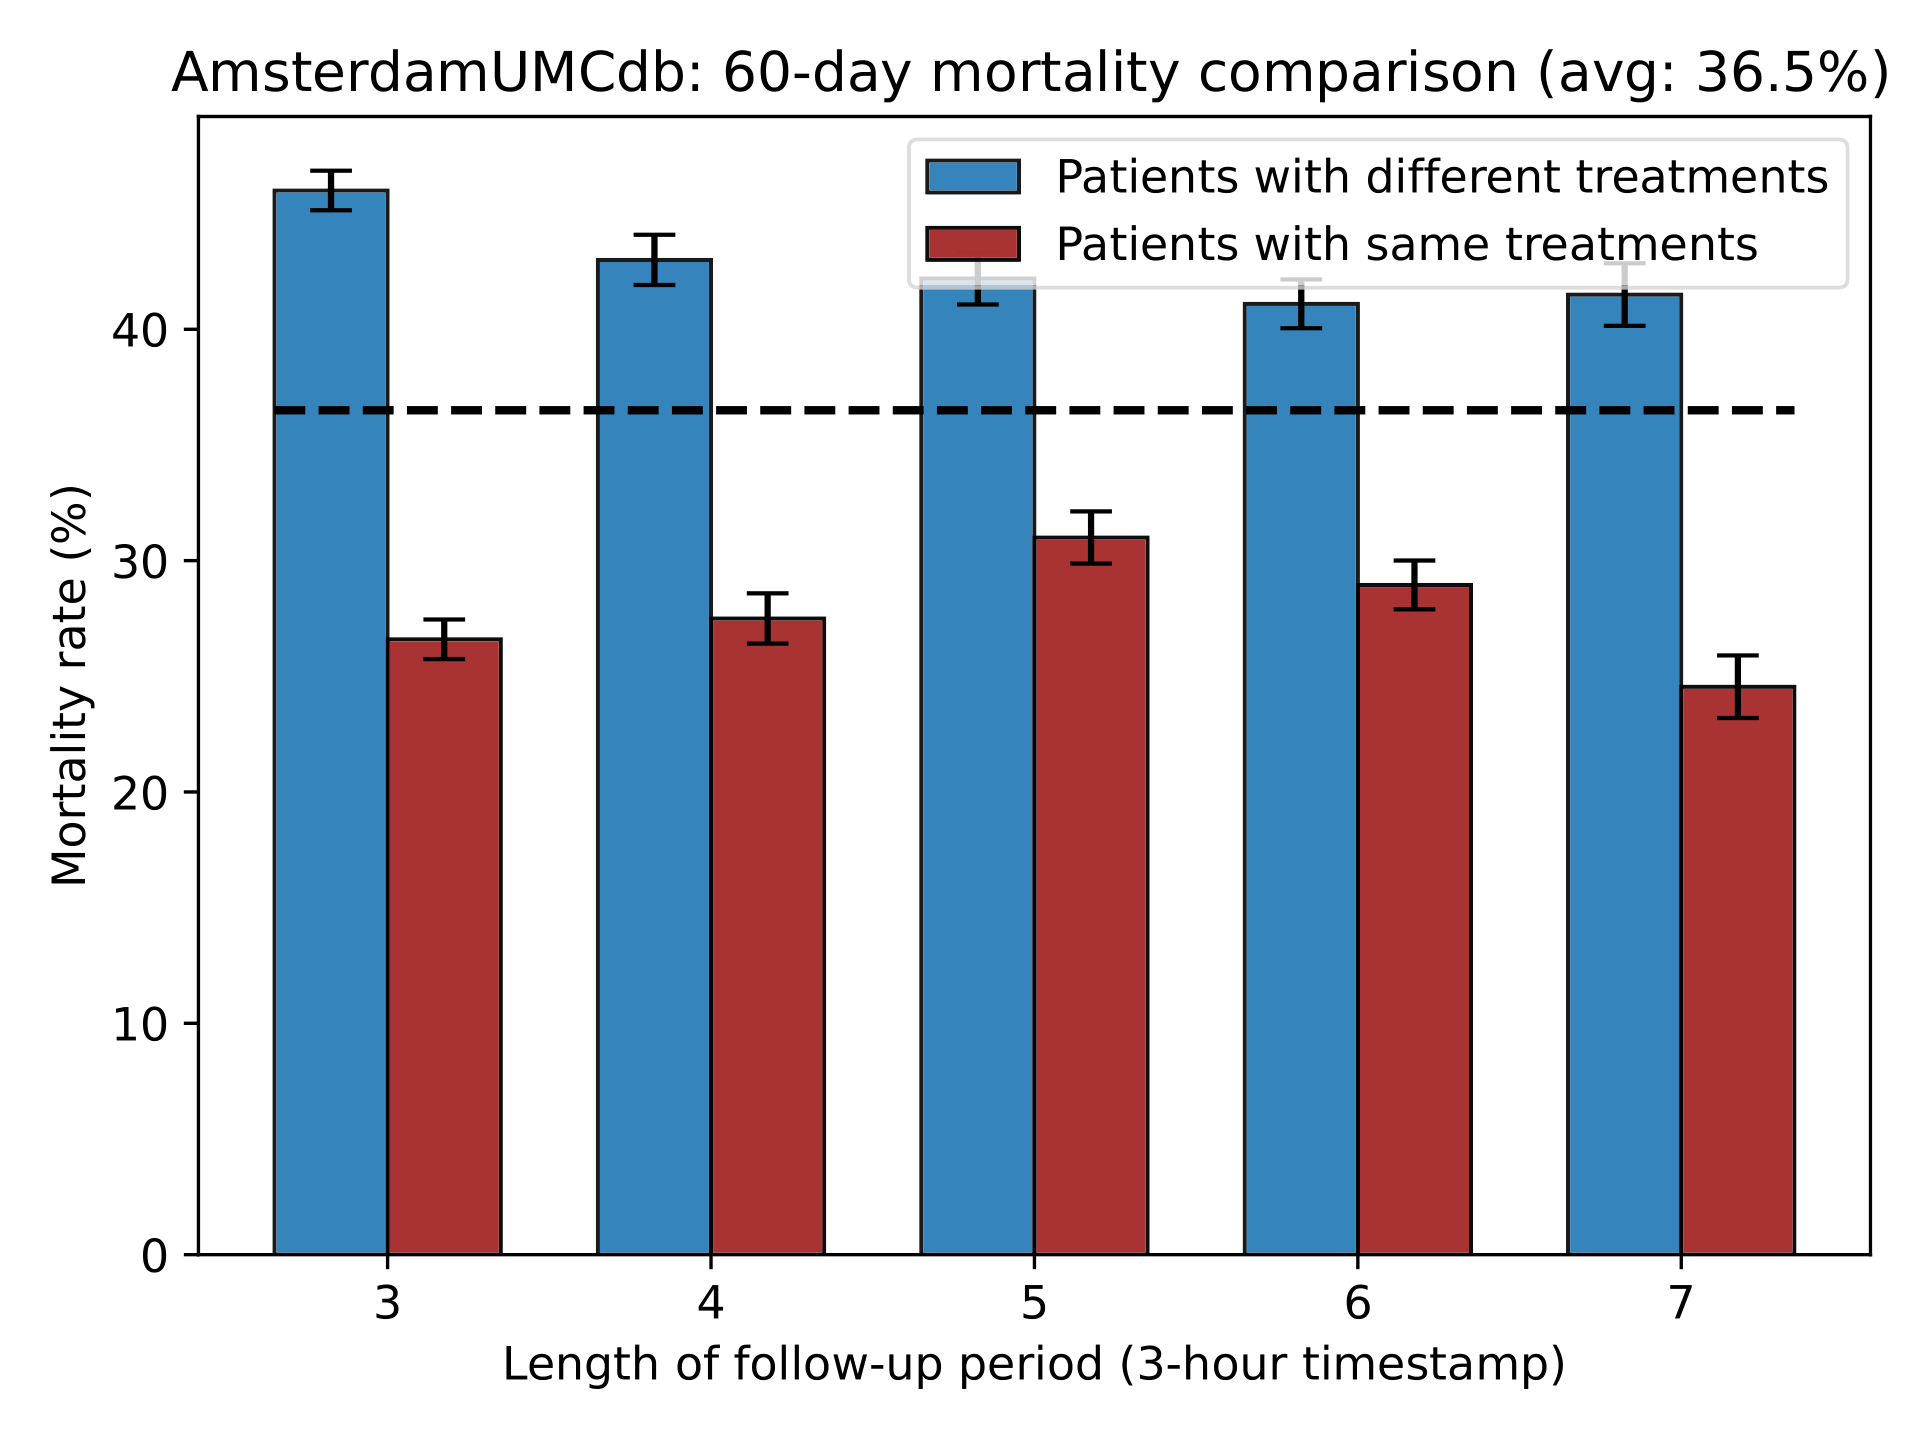 AmsterdamUMCdb: 60-day mortality comparison (avg: 36.5%)
Patients with different treatments
Patients with same treatments
Mortality rate (%)
40
30
20
10
0
3 4 5 6 7
Length of follow-up period (3-hour timestamp)